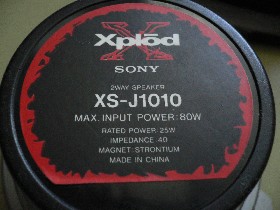 Xplōd
SONY
2WAY SPEAKER
XS-J1010
MAX. INPUT POWER:80W
RATED POWER: 25W
IMPEDANCE 4Ω
MAGNET: STRONTIUM
MADE IN CHINA